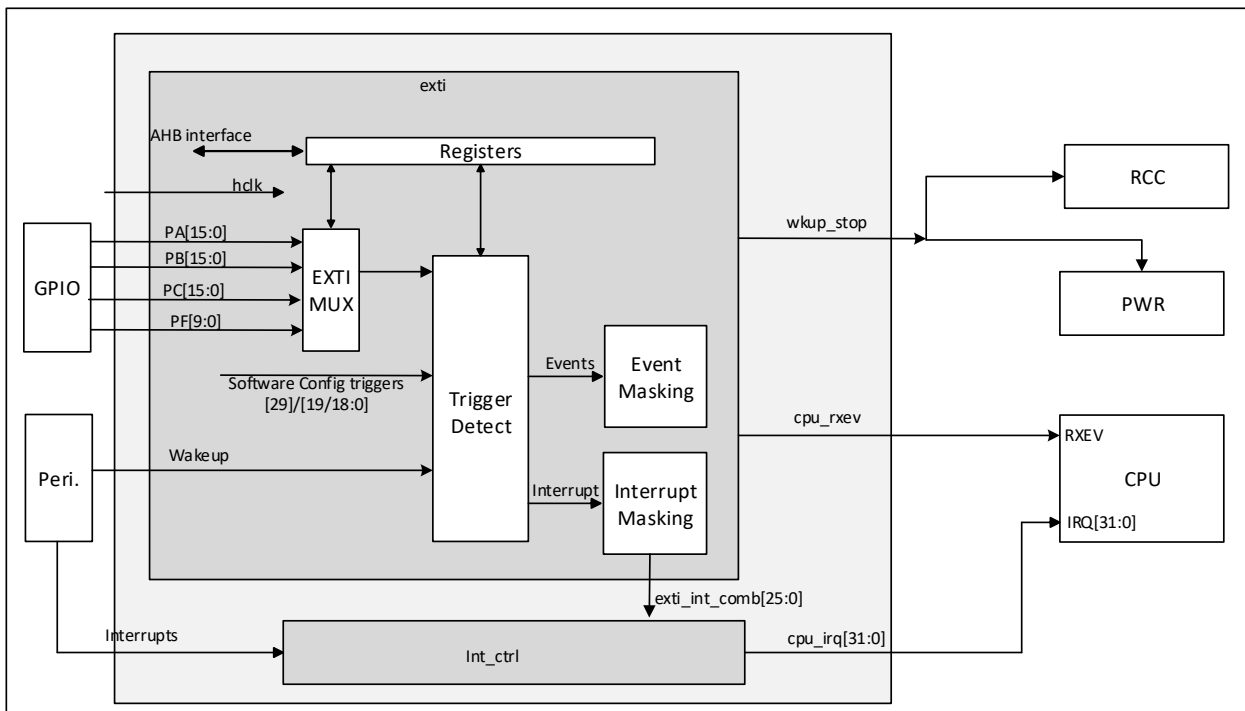 exti
AHB interface
Registers
hclk
RCC
PA[15:0]
wkup_stop
PB[15:0]
EXTI
MUX
GPIO
PC[15:0]
PWR
PF[9:0]
Events
Event
Masking
Software Config triggers
[29]/[19/18:0]
Trigger
Detect
cpu_rxev
RXEV
Wakeup
Peri.
Interrupt
Interrupt
Masking
CPU
IRQ[31:0]
exti_int_comb[25:0]
Interrupts
Int_ctrl
cpu_irq[31:0]